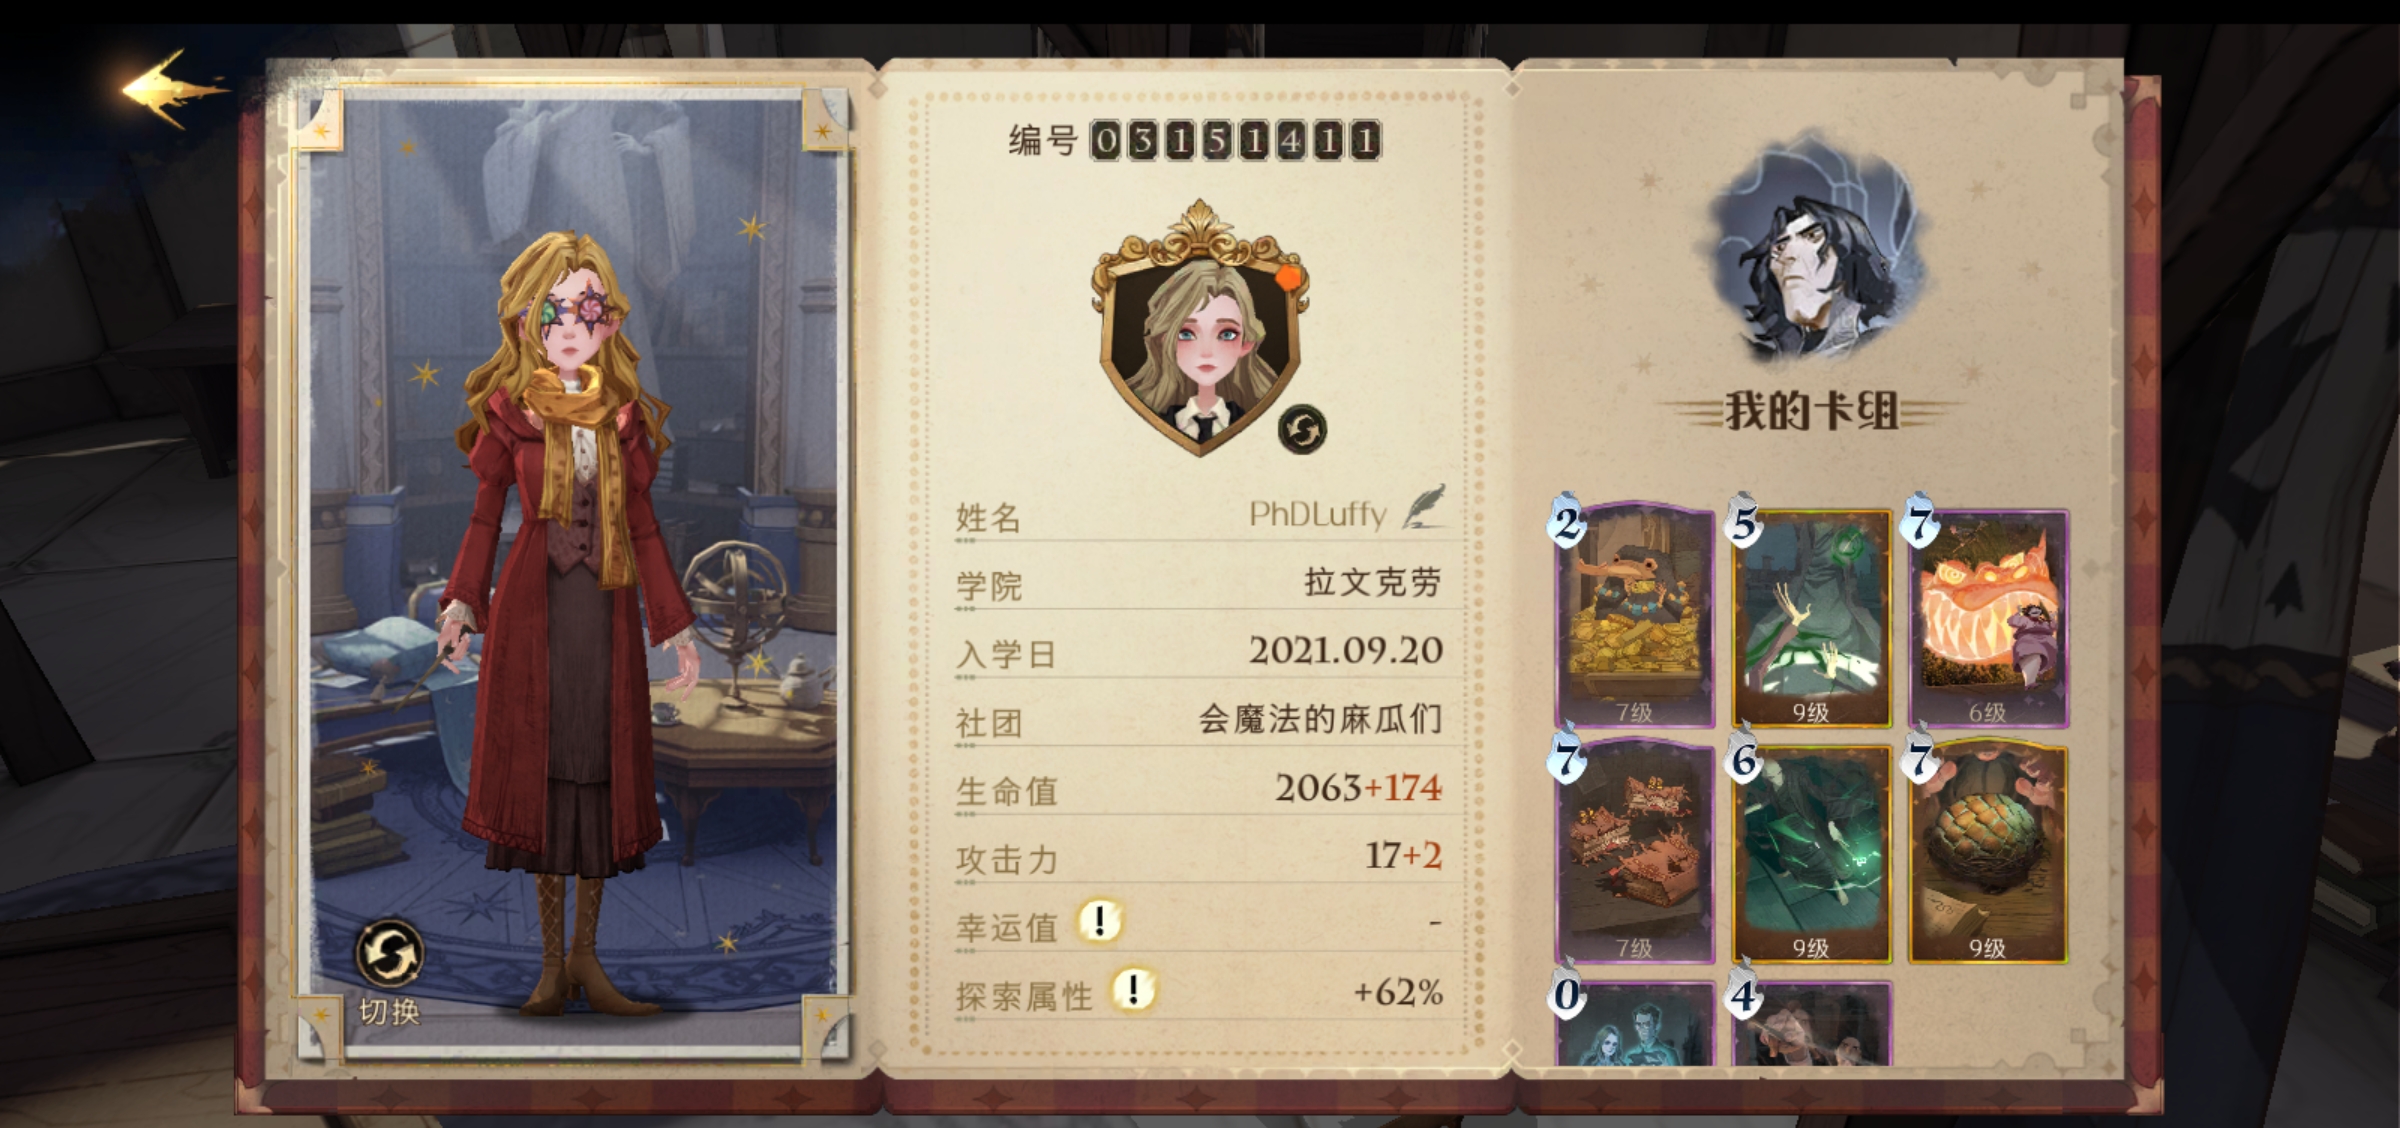 编号 03151411
姓名 PhDLuffy
学院 拉文克劳
入学日 2021.09.20
社团 会魔法的麻瓜们
生命值 2063+174
攻击力 17+2
幸运值 ! -
探索属性 ! +62%
切换
我的卡组
2 5 7
7级 9级 6级
7 6 7
7级 9级 9级
0 4